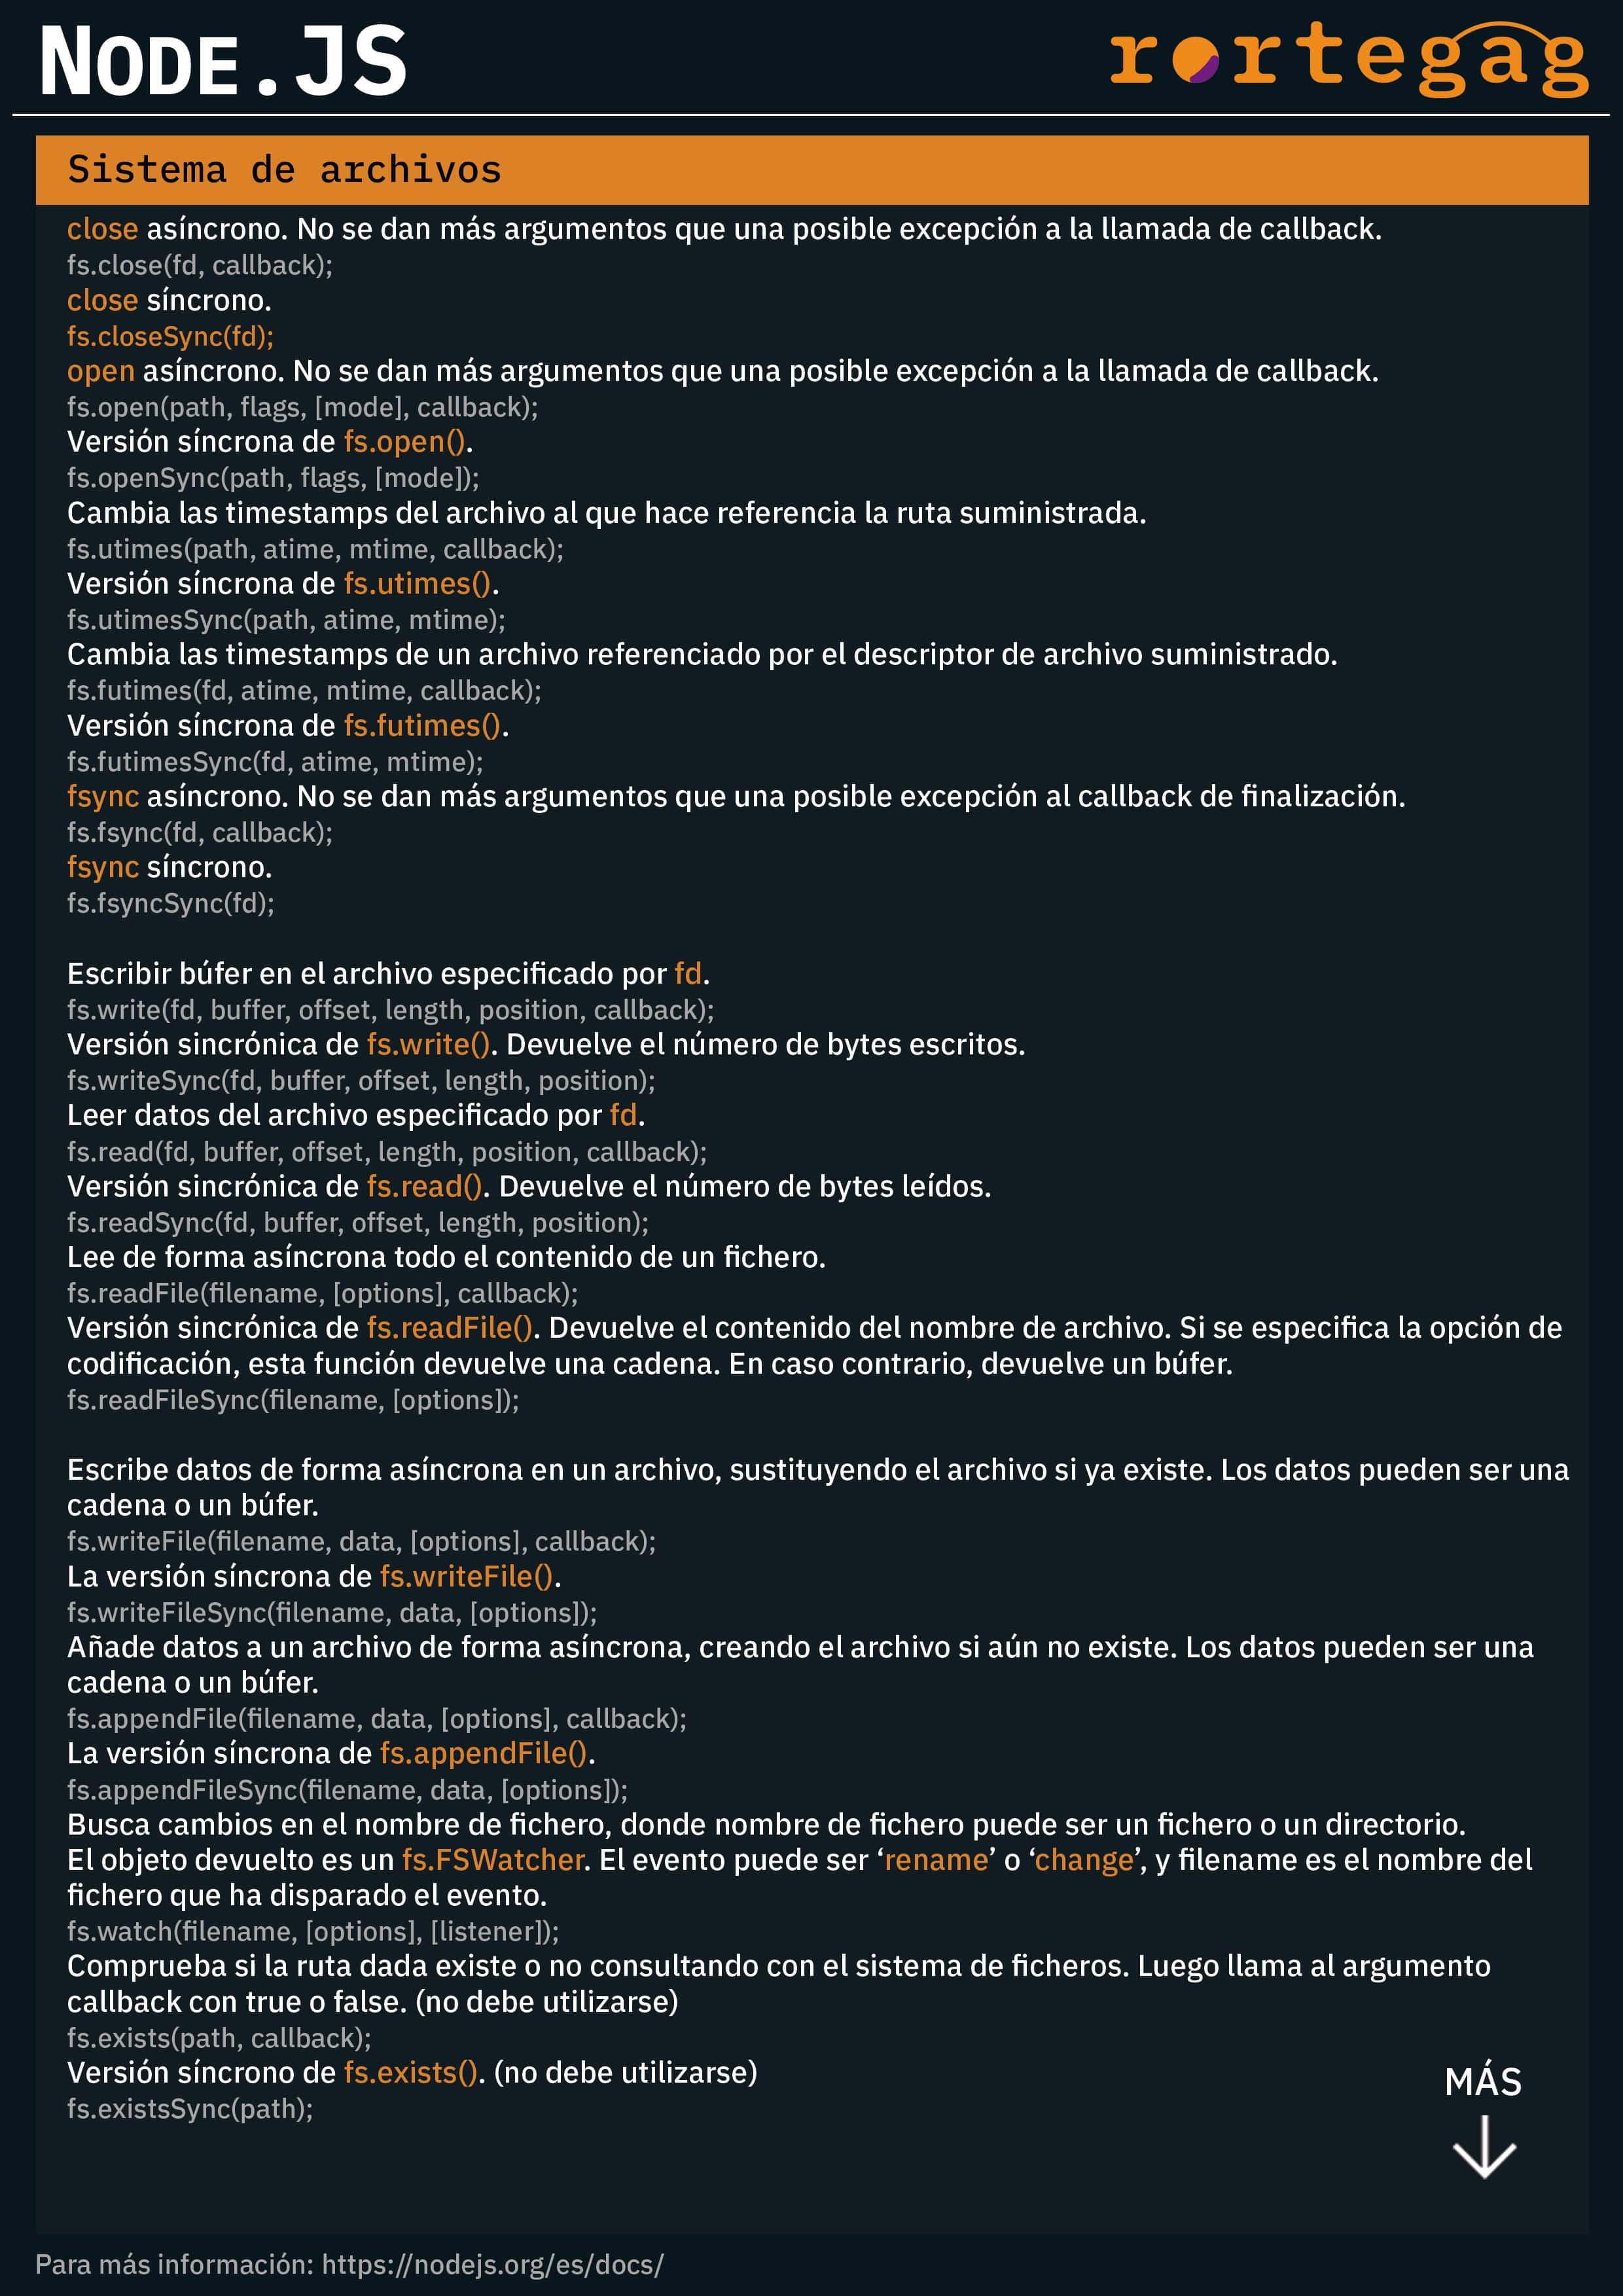 NODE.JS
rortegag
Sistema de archivos
close asíncrono. No se dan más argumentos que una posible excepción a la llamada de callback.
fs.close(fd, callback);
close síncrono.
fs.closeSync(fd);
open asíncrono. No se dan más argumentos que una posible excepción a la llamada de callback.
fs.open(path, flags, [mode], callback);
Versión síncrona de fs.open().
fs.openSync(path, flags, [mode]);
Cambia las timestamps del archivo al que hace referencia la ruta suministrada.
fs.utimes(path, atime, mtime, callback);
Versión síncrona de fs.utimes().
fs.utimesSync(path, atime, mtime);
Cambia las timestamps de un archivo referenciado por el descriptor de archivo suministrado.
fs.futimes(fd, atime, mtime, callback);
Versión síncrona de fs.futimes().
fs.futimesSync(fd, atime, mtime);
fsync asíncrono. No se dan más argumentos que una posible excepción al callback de finalización.
fs.fsync(fd, callback);
fsync síncrono.
fs.fsyncSync(fd);
Escribir búfer en el archivo especificado por fd.
fs.write(fd, buffer, offset, length, position, callback);
Versión sincrónica de fs.write(). Devuelve el número de bytes escritos.
fs.writeSync(fd, buffer, offset, length, position);
Leer datos del archivo especificado por fd.
fs.read(fd, buffer, offset, length, position, callback);
Versión sincrónica de fs.read(). Devuelve el número de bytes leídos.
fs.readSync(fd, buffer, offset, length, position);
Lee de forma asíncrona todo el contenido de un fichero.
fs.readFile(filename, [options], callback);
Versión sincrónica de fs.readFile(). Devuelve el contenido del nombre de archivo. Si se especifica la opción de
codificación, esta función devuelve una cadena. En caso contrario, devuelve un búfer.
fs.readFileSync(filename, [options]);
Escribe datos de forma asíncrona en un archivo, sustituyendo el archivo si ya existe. Los datos pueden ser una
cadena o un búfer.
fs.writeFile(filename, data, [options], callback);
La versión síncrona de fs.writeFile().
fs.writeFileSync(filename, data, [options]);
Añade datos a un archivo de forma asíncrona, creando el archivo si aún no existe. Los datos pueden ser una
cadena o un búfer.
fs.appendFile(filename, data, [options], callback);
La versión síncrona de fs.appendFile().
fs.appendFileSync(filename, data, [options]);
Busca cambios en el nombre de fichero, donde nombre de fichero puede ser un fichero o un directorio.
El objeto devuelto es un fs.FSWatcher. El evento puede ser ‘rename’ o ‘change’, y filename es el nombre del
fichero que ha disparado el evento.
fs.watch(filename, [options], [listener]);
Comprueba si la ruta dada existe o no consultando con el sistema de ficheros. Luego llama al argumento
callback con true o false. (no debe utilizarse)
fs.exists(path, callback);
Versión síncrono de fs.exists(). (no debe utilizarse)
fs.existsSync(path);
MÁS
Para más información: https://nodejs.org/es/docs/